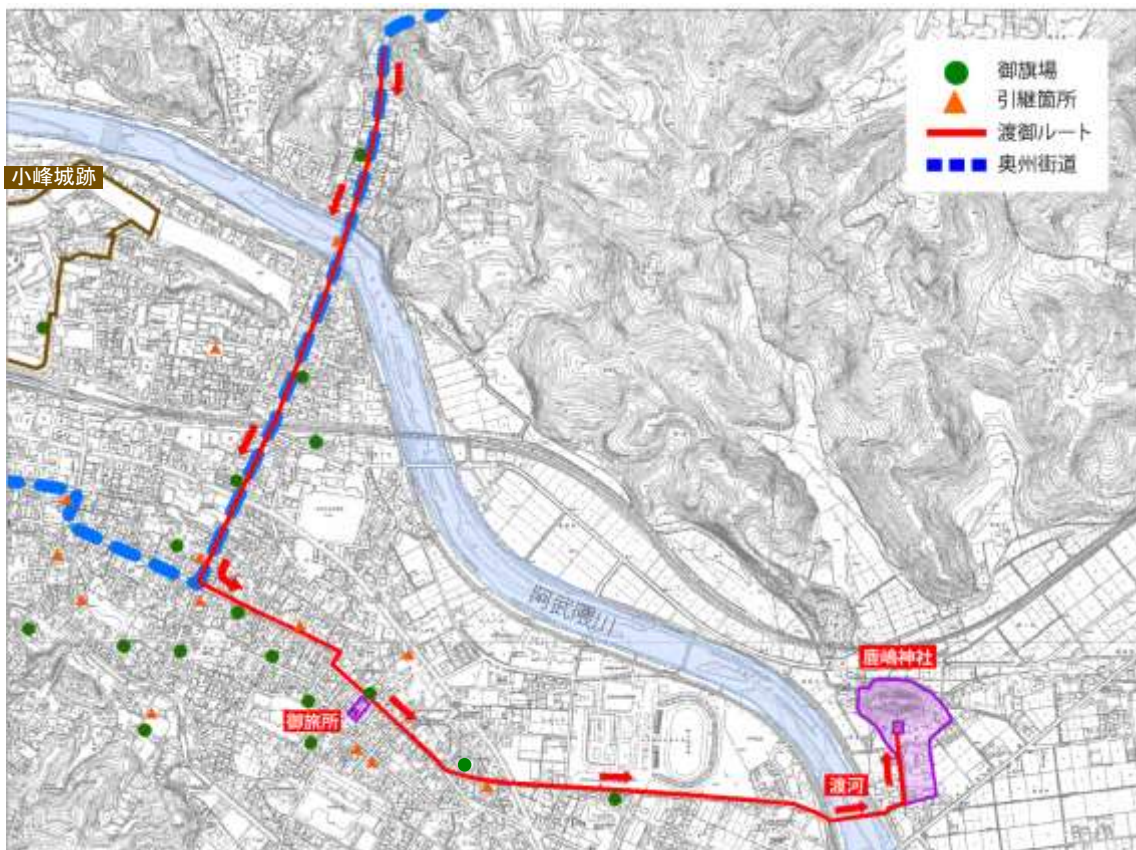 御旗場
引継箇所
渡御ルート
奥州街道
小峰城跡
阿武隈川
鹿嶋神社
御旅所
渡河